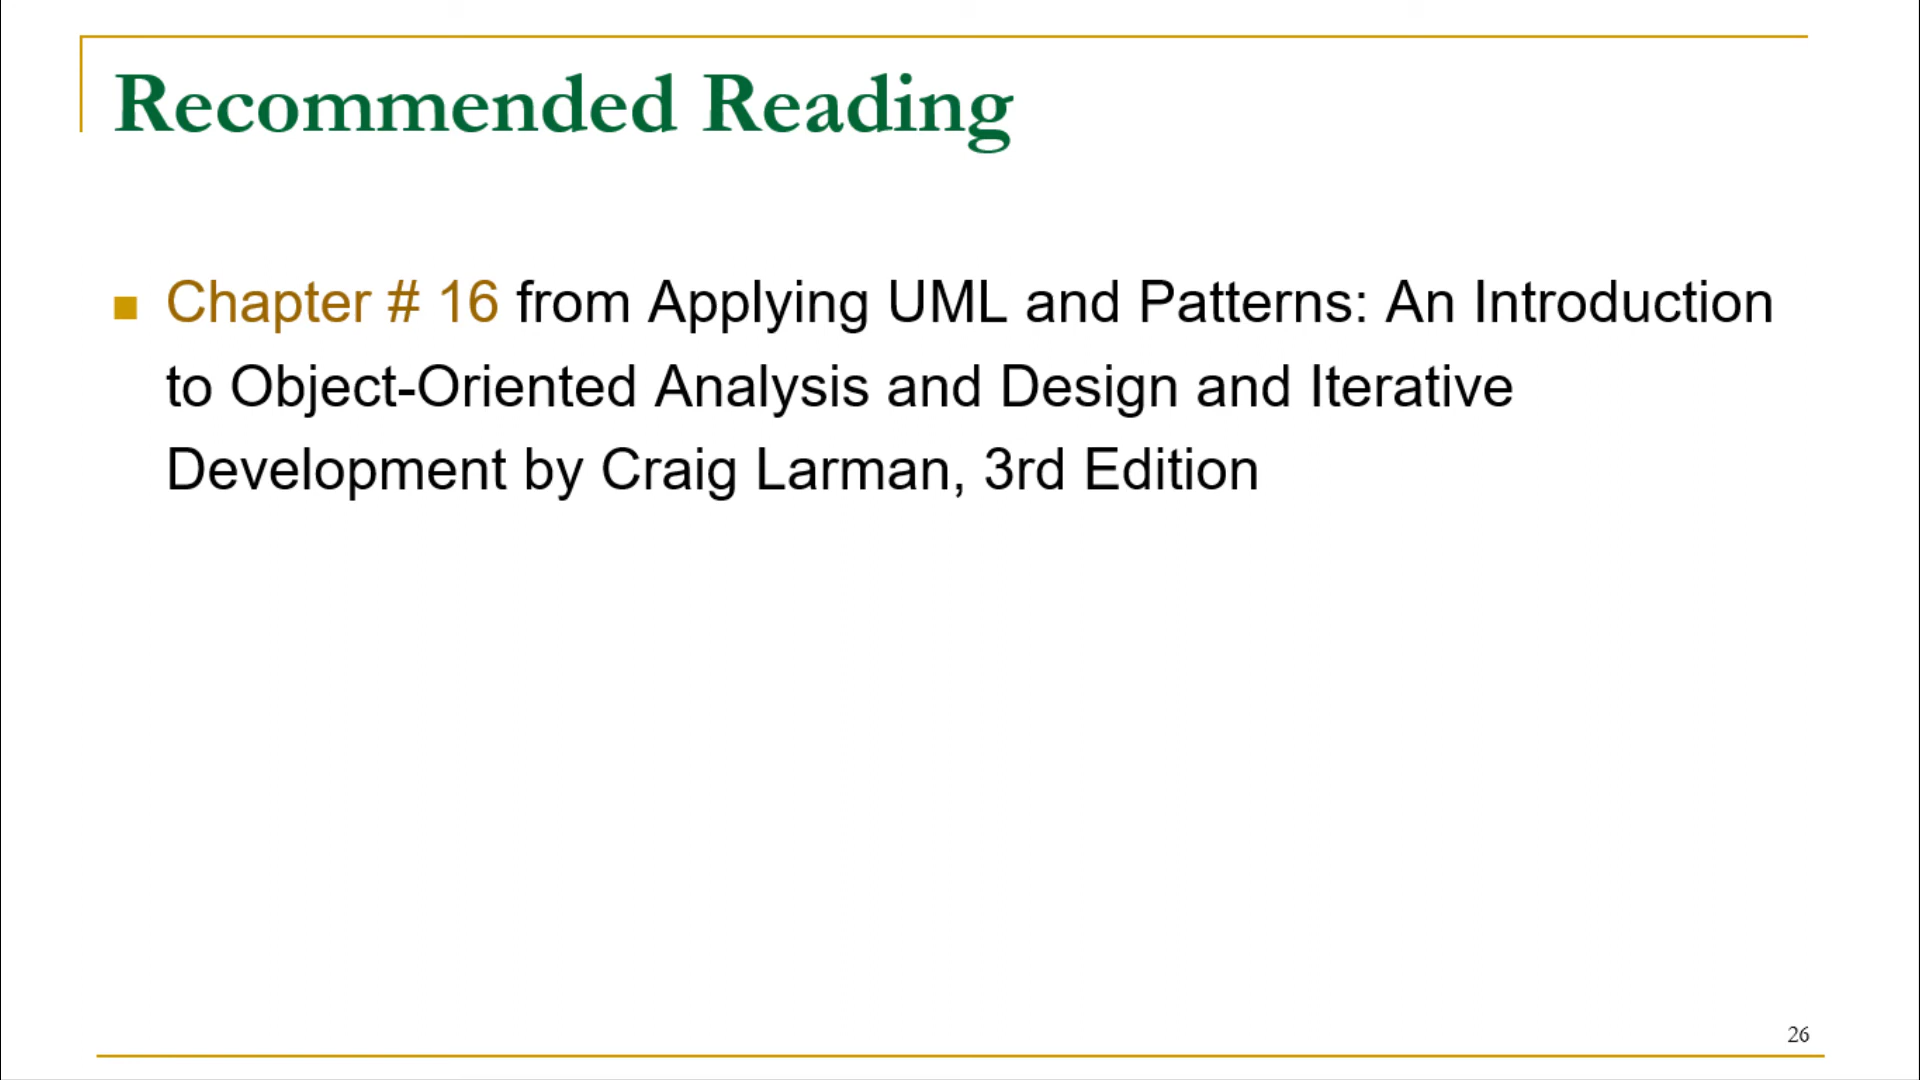 Recommended Reading
Chapter # 16 from Applying UML and Patterns: An Introduction
to Object-Oriented Analysis and Design and Iterative
Development by Craig Larman, 3rd Edition
26